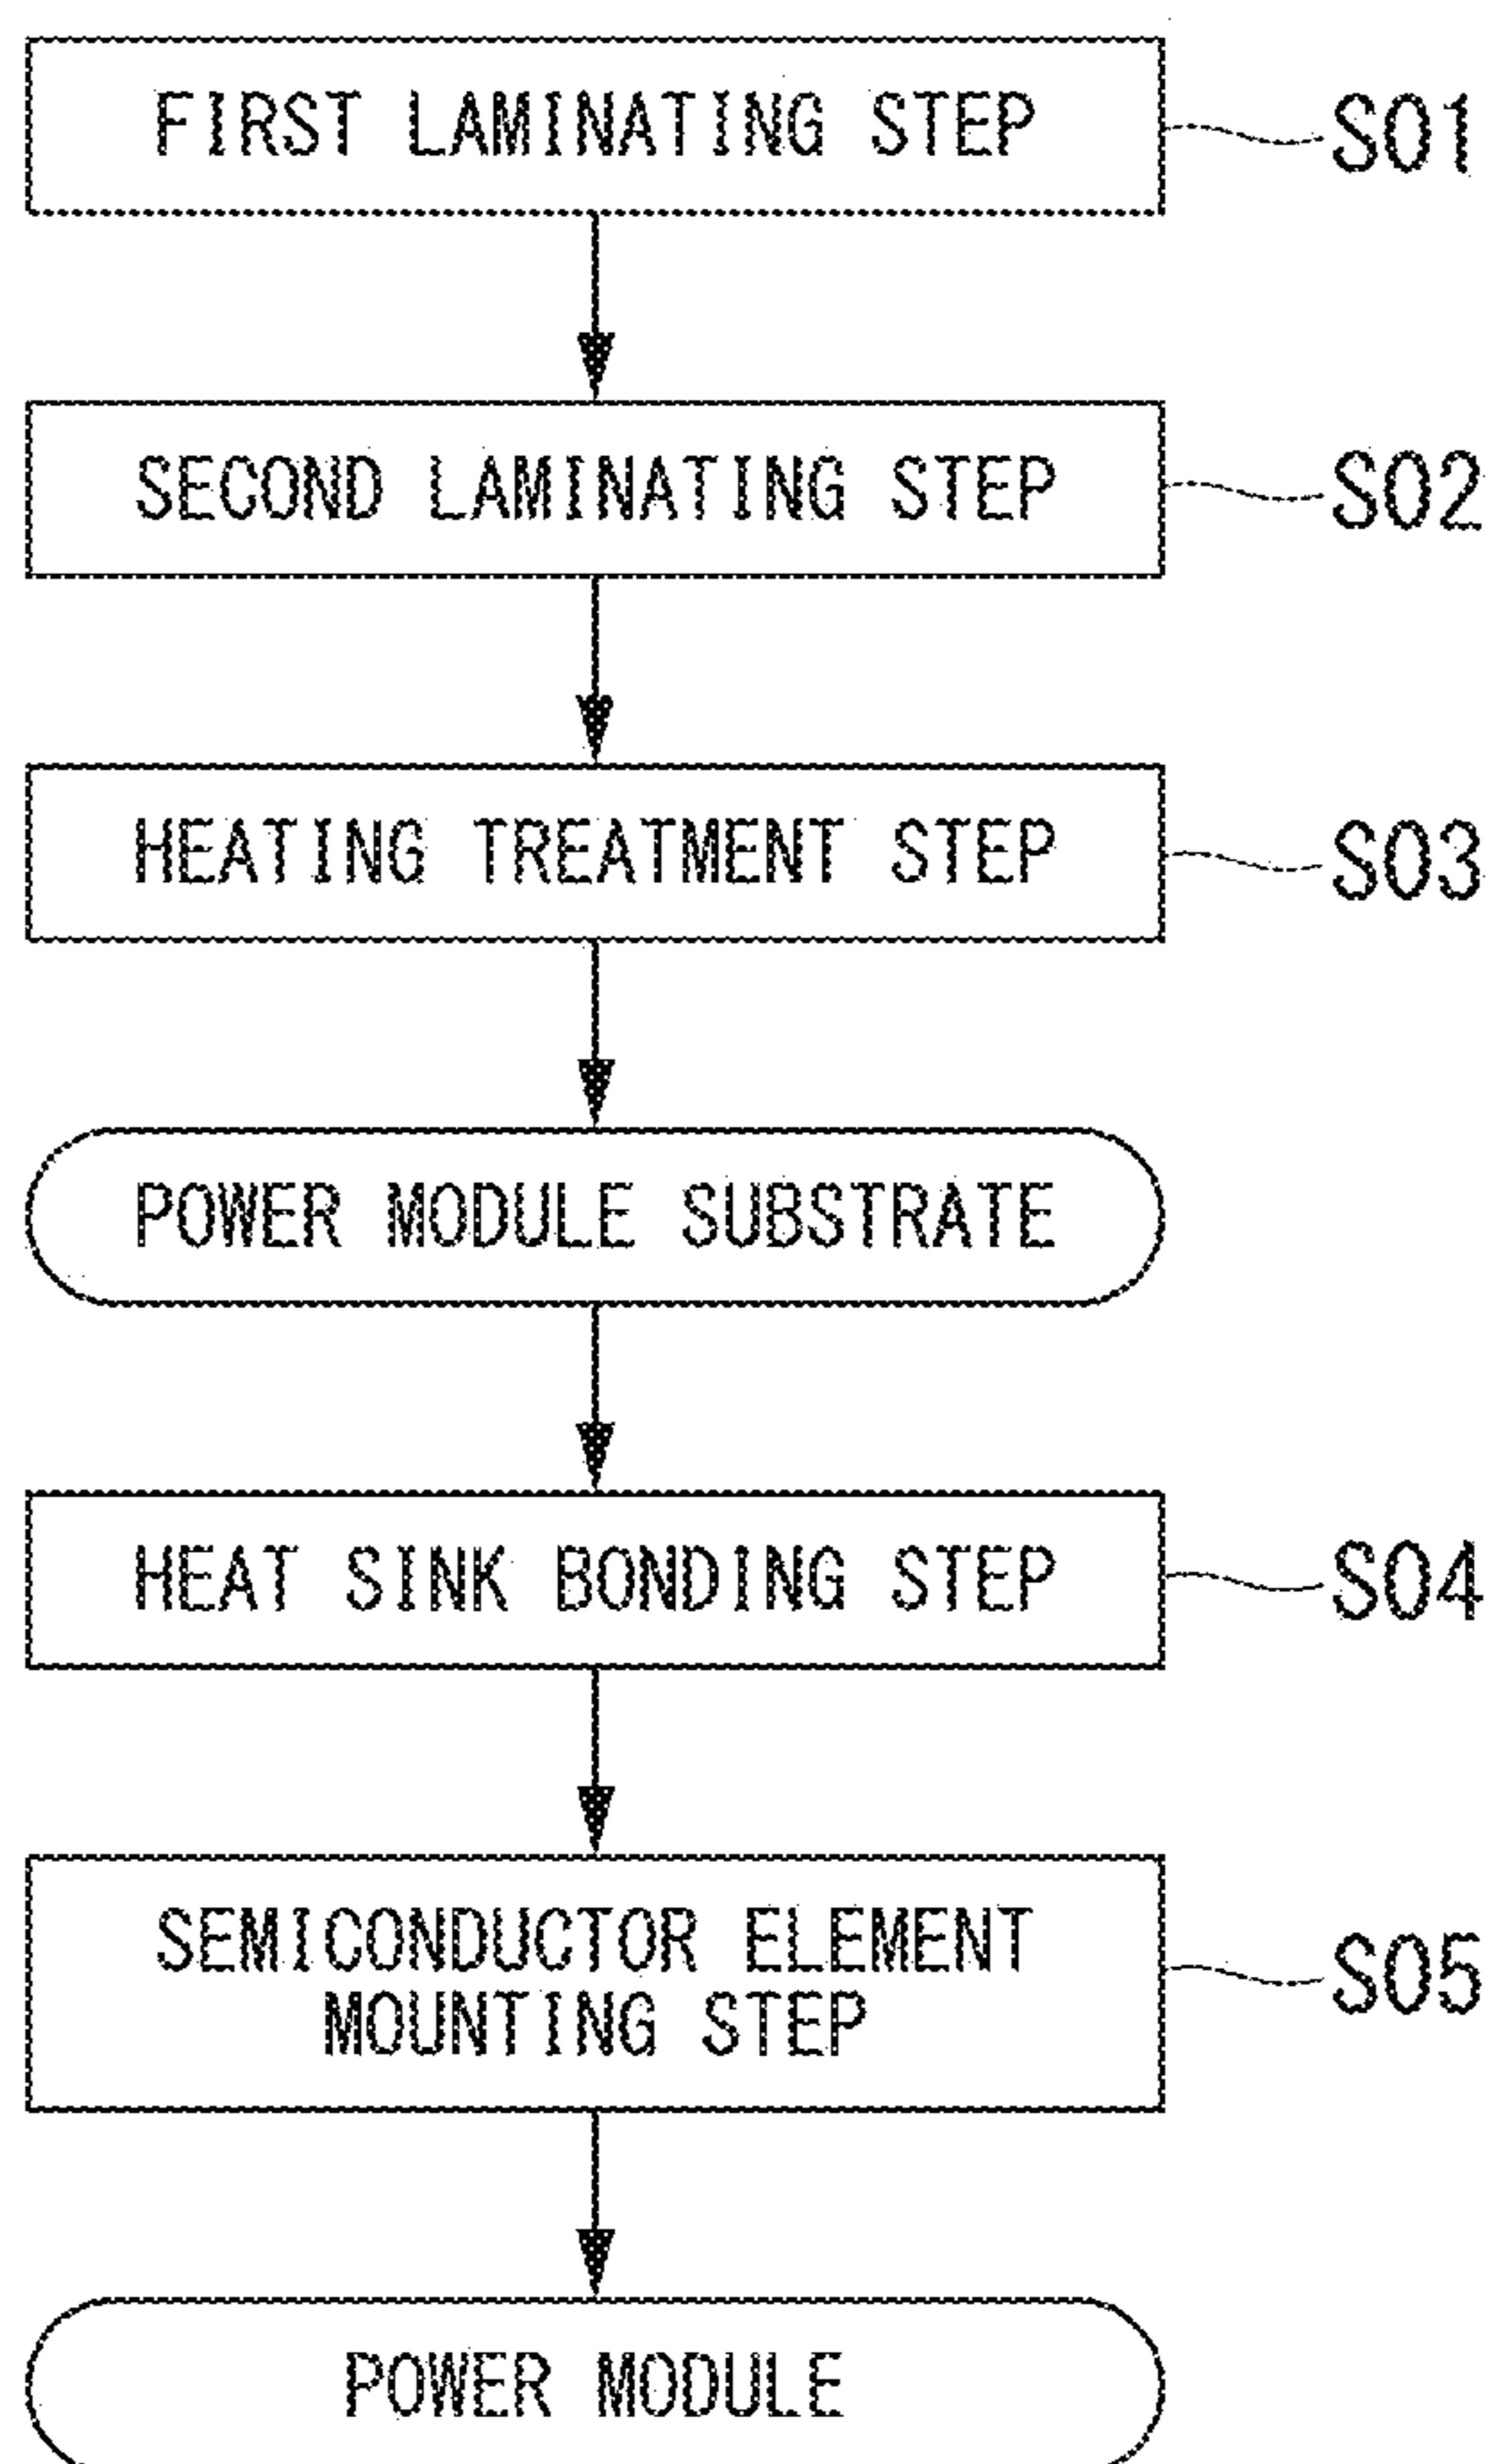 FIRST LAMINATING STEP
S01
SECOND LAMINATING STEP
S02
HEATING TREATMENT STEP
S03
POWER MODULE SUBSTRATE
HEAT SINK BONDING STEP
S04
SEMICONDUCTOR ELEMENT
MOUNTING STEP
S05
POWER MODULE